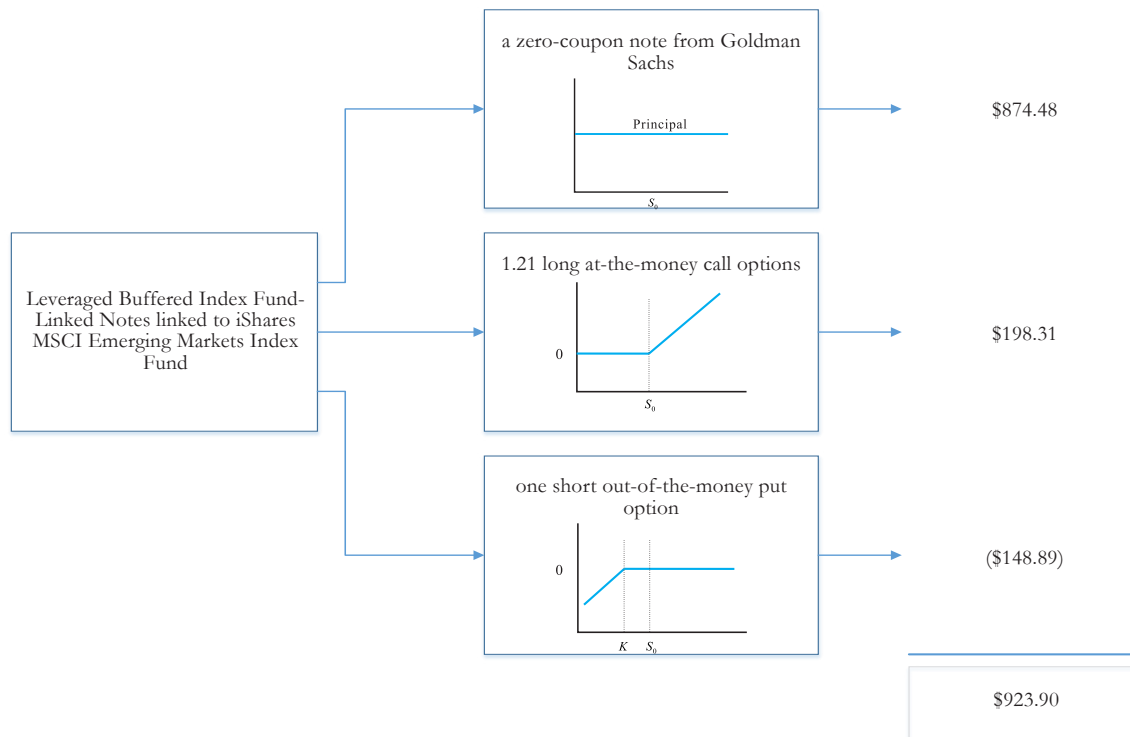 a zero-coupon note from Goldman
Sachs
Principal
S₀
$874.48
Leveraged Buffered Index Fund-
Linked Notes linked to iShares
MSCI Emerging Markets Index
Fund
1.21 long at-the-money call options
0
S₀
$198.31
one short out-of-the-money put
option
0
K S₀
($148.89)
$923.90